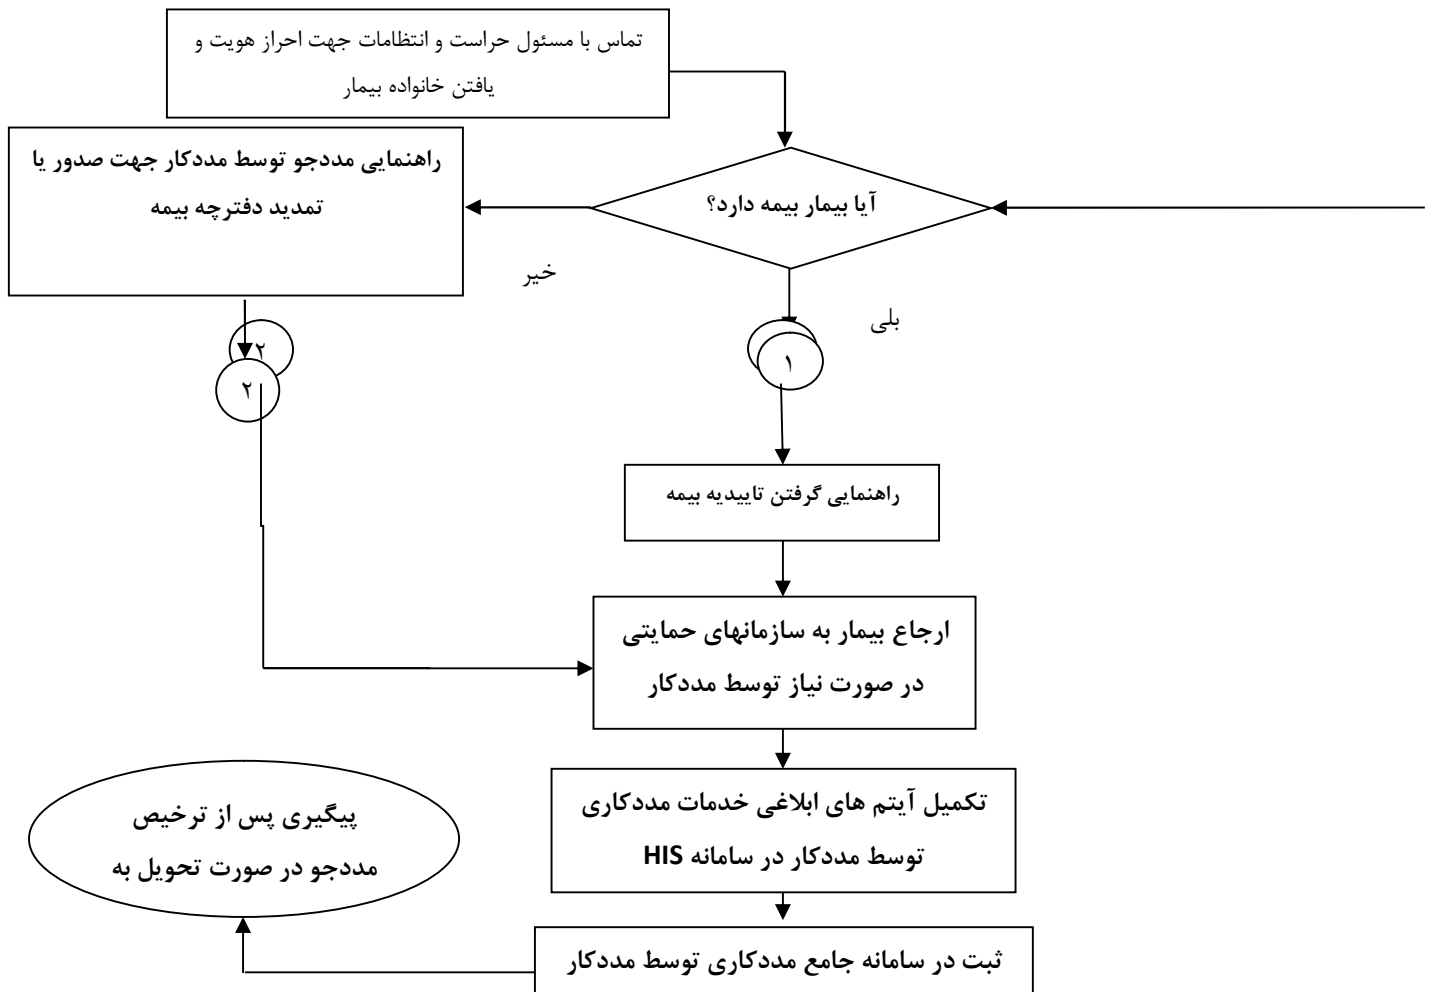 تماس با مسئول حراست و انتظامات جهت احراز هویت و
یافتن خانواده بیمار
راهنمایی مددجو توسط مددکار جهت صدور یا
تمدید دفترچه بیمه
آیا بیمار بیمه دارد؟
خیر
بلی
۲
۲
۱
راهنمایی گرفتن تاییدیه بیمه
ارجاع بیمار به سازمانهای حمایتی
در صورت نیاز توسط مددکار
تکمیل آیتم های ابلاغی خدمات مددکاری
توسط مددکار در سامانه HIS
پیگیری پس از ترخیص
مددجو در صورت تحویل به
ثبت در سامانه جامع مددکاری توسط مددکار